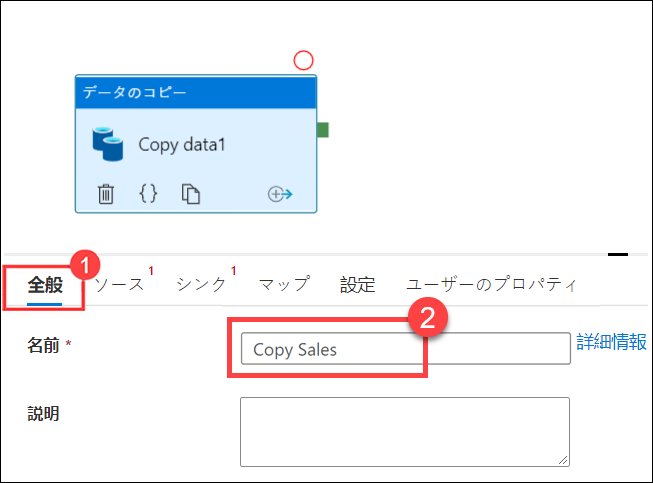 データのコピー
Copy data1
{}
1
全般 ソース 1 シンク 1 マップ 設定 ユーザーのプロパティ
2
名前 * Copy Sales 詳細情報
説明